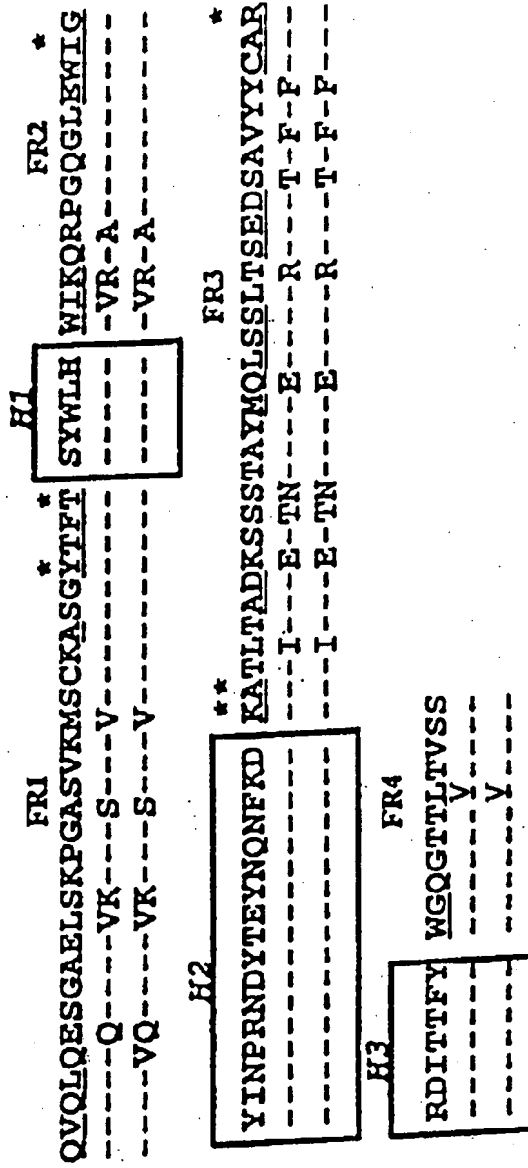 H1
FR1 * * FR2 *
QVQLQESGAELSKPGASVKMSCKASGYTFT SYWLH WIKQRPGQGLEWIG
-----Q----VK---S---V---------- ----- -VR-A---------
----VQ----VK---S---V---------- ----- -VR-A---------
H2 FR3
** *
YINPRNDYTEYNQNFKD KATLTADKSSSTAYMQLSSLTSEDSAVYYCAR
----------------- ---I---E-TN----E----R---T-F-F---
----------------- ---I---E-TN----E----R---T-F-F---
H3 FR4
RDITTFY WGQGTTLTVSS
------- ------V----
------- ------V----